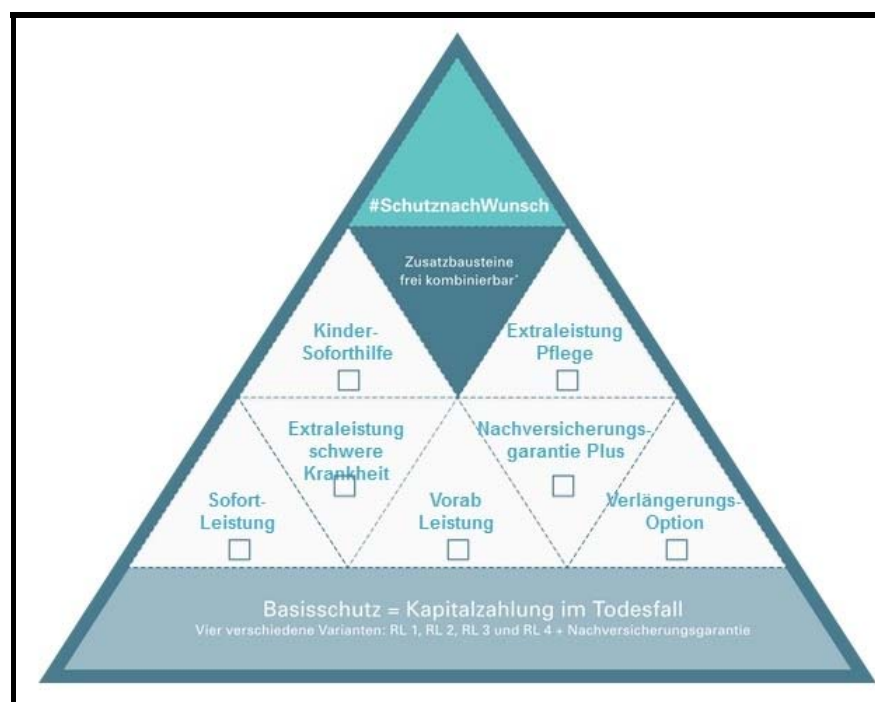 #SchutznachWunsch
Zusatzbausteine
frei kombinierbar*
Kinder-
Soforthilfe
Extraleistung
Pflege
Extraleistung
schwere
Krankheit
Nachversicherungs-
garantie Plus
Sofort-
Leistung
Vorab
Leistung
Verlängerungs-
Option
Basisschutz = Kapitalzahlung im Todesfall
Vier verschiedene Varianten: RL 1, RL 2, RL 3 und RL 4 + Nachversicherungsgarantie